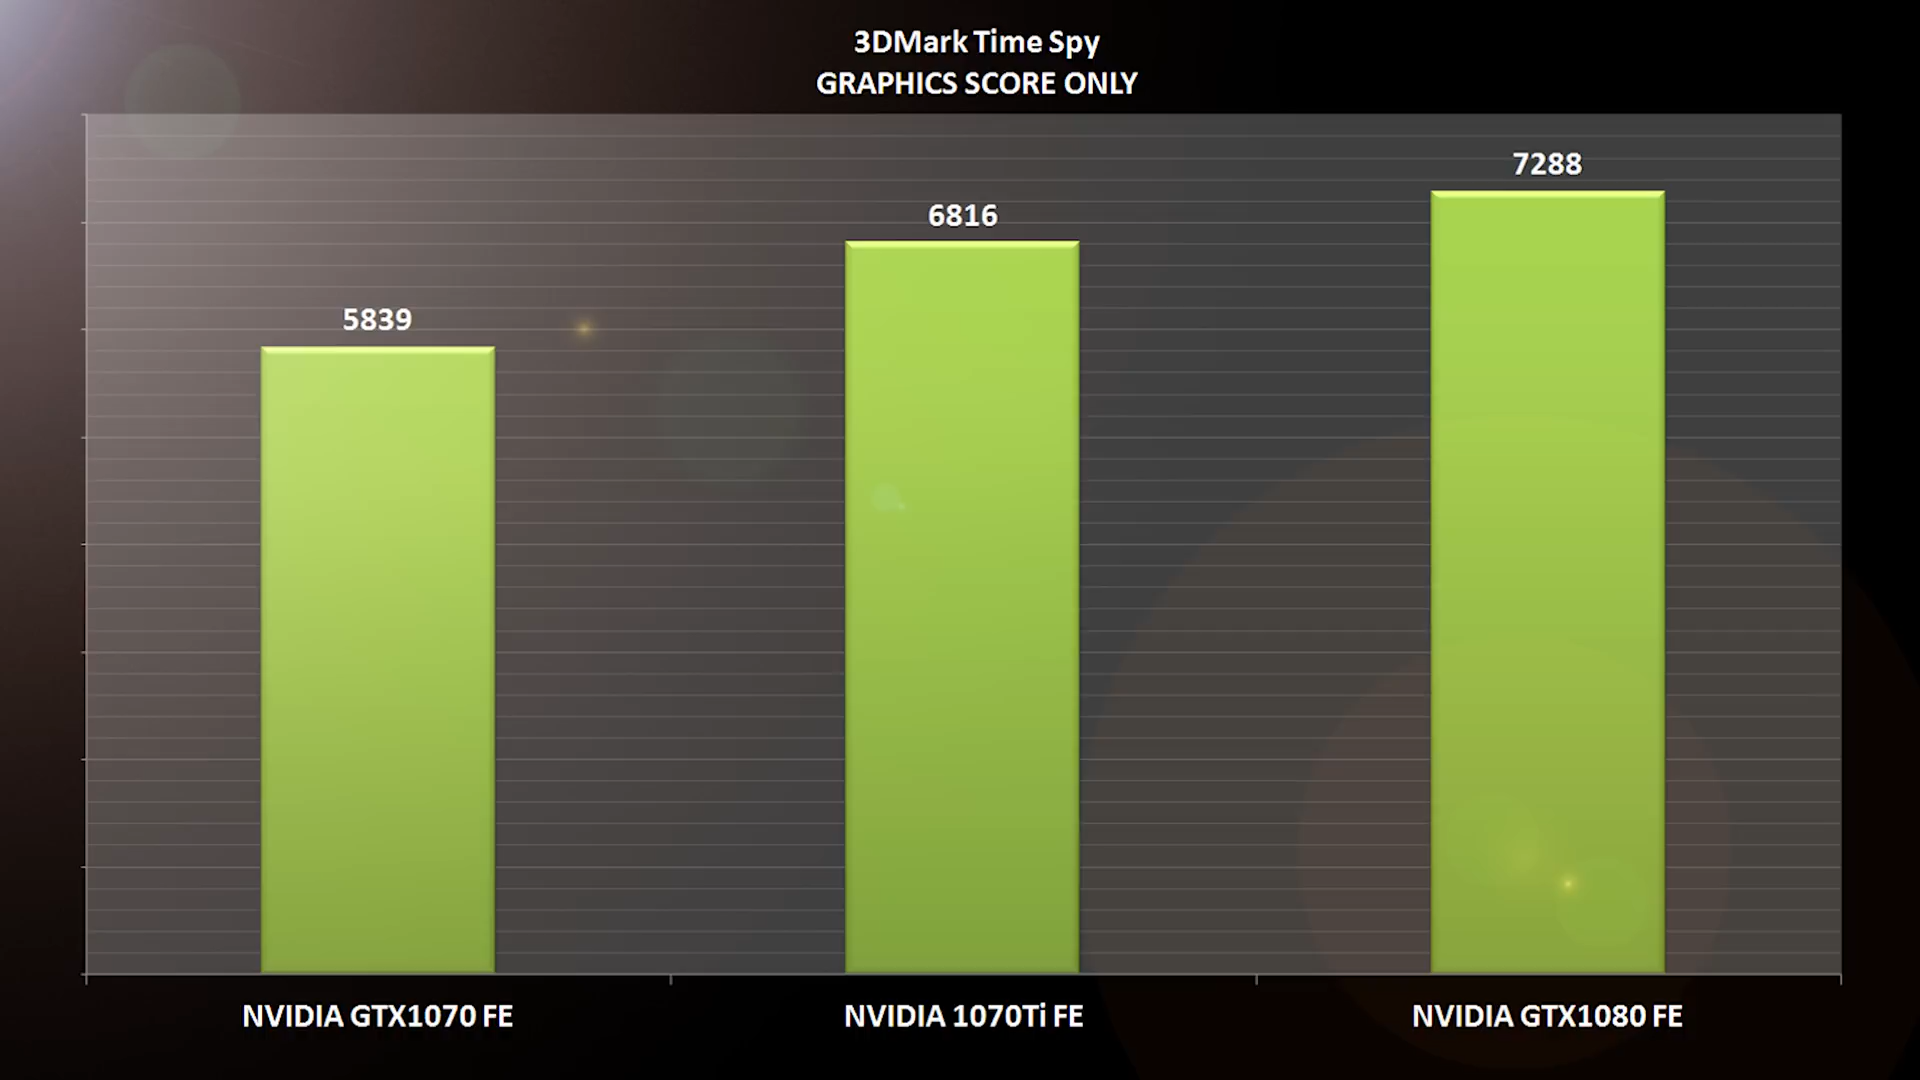 3DMark Time Spy
GRAPHICS SCORE ONLY
5839
6816
7288
NVIDIA GTX1070 FE
NVIDIA 1070Ti FE
NVIDIA GTX1080 FE